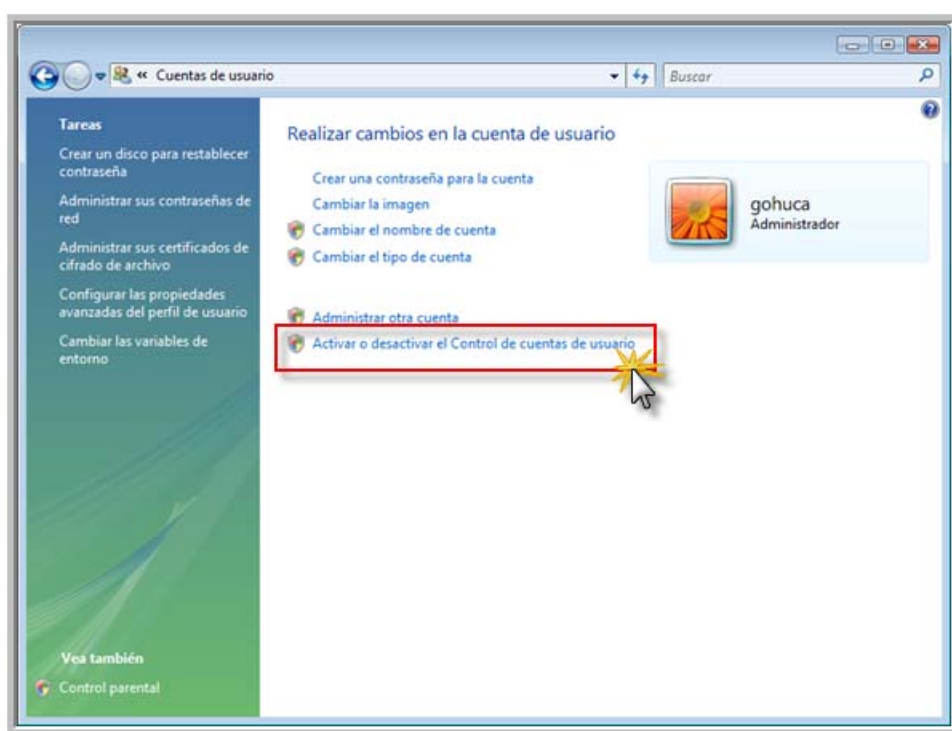 « Cuentas de usuario
Buscar
Tareas
Crear un disco para restablecer
contraseña
Administrar sus contraseñas de
red
Administrar sus certificados de
cifrado de archivo
Configurar las propiedades
avanzadas del perfil de usuario
Cambiar las variables de
entorno
Vea también
Control parental
Realizar cambios en la cuenta de usuario
Crear una contraseña para la cuenta
Cambiar la imagen
Cambiar el nombre de cuenta
Cambiar el tipo de cuenta
Administrar otra cuenta
Activar o desactivar el Control de cuentas de usuario
gohuca
Administrador